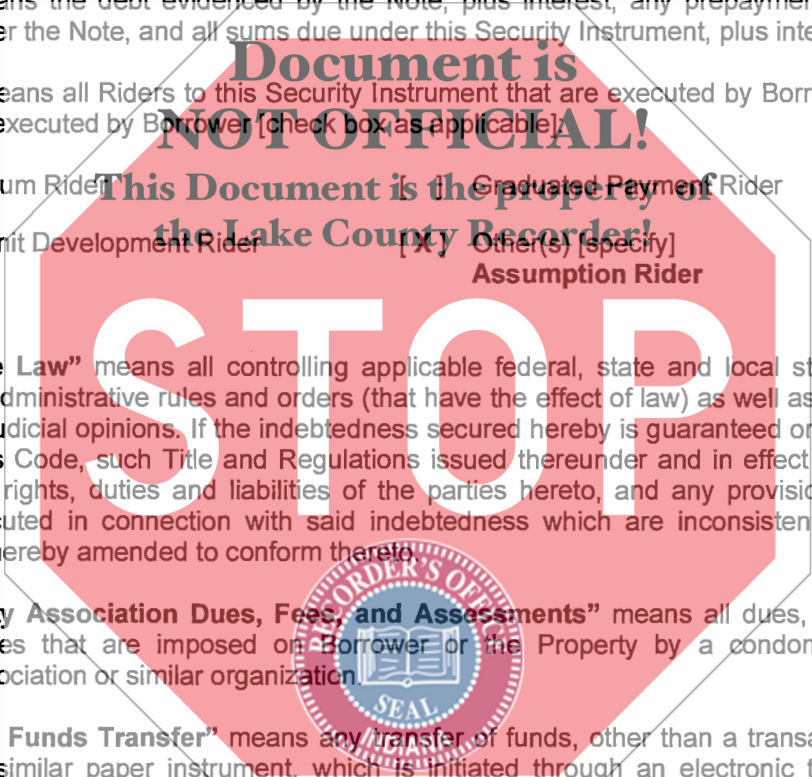 ans the debt evidenced by the Note, plus interest, any prepaymen
er the Note, and all sums due under this Security Instrument, plus inte
Document is
eans all Riders to this Security Instrument that are executed by Borr
executed by Borrower [check box as applicable]:
NOT OFFICIAL!
um Rider [ ] Graduated Payment Rider
This Document is the property of
nit Development Rider [ X ] Other(s) [specify]
the Lake County Recorder!
Assumption Rider
STOP
e Law” means all controlling applicable federal, state and local st
dministrative rules and orders (that have the effect of law) as well as
udicial opinions. If the indebtedness secured hereby is guaranteed or
s Code, such Title and Regulations issued thereunder and in effect
rights, duties and liabilities of the parties hereto, and any provisio
cuted in connection with said indebtedness which are inconsisten
ereby amended to conform thereto.
RECORDER'S OFFICE
y Association Dues, Fees, and Assessments” means all dues,
es that are imposed on Borrower or the Property by a condom
ociation or similar organization.
SEAL
INDIANA
Funds Transfer” means any transfer of funds, other than a transa
similar paper instrument, which is initiated through an electronic